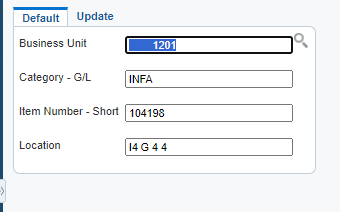 Default Update
Business Unit 1201
Category - G/L INFA
Item Number - Short 104198
Location I4 G 4 4